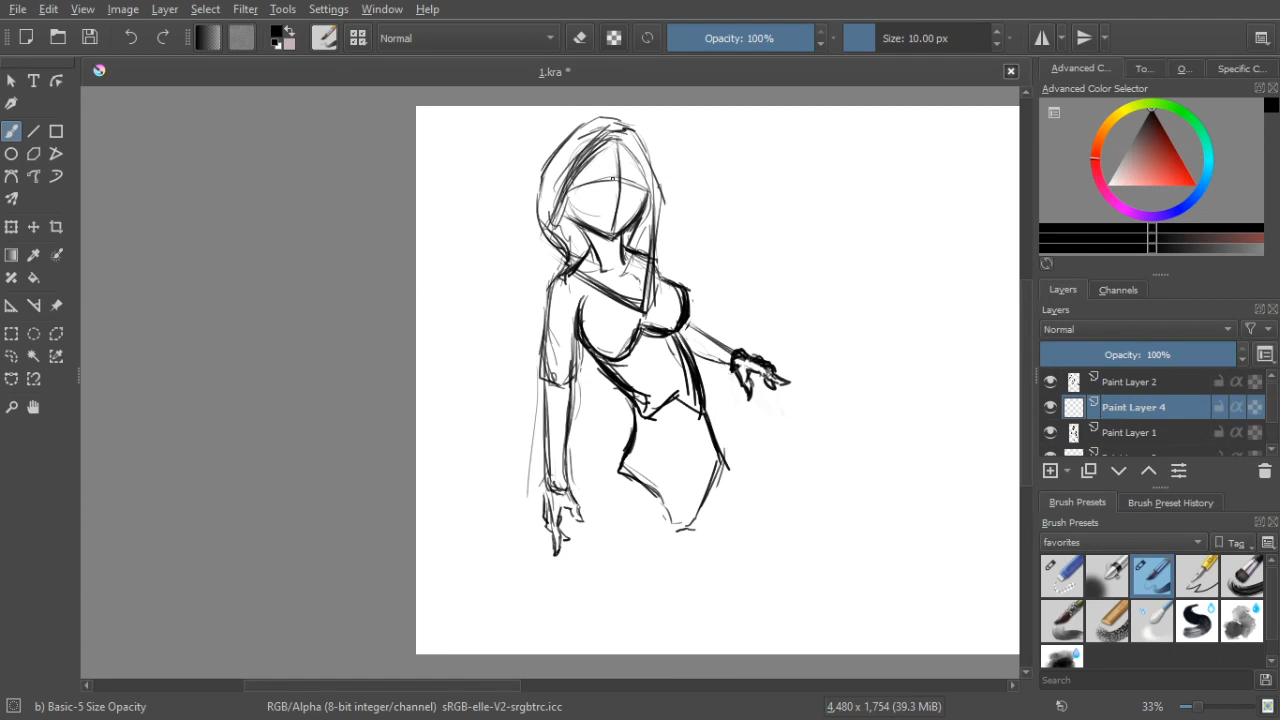 File Edit View Image Layer Select Filter Tools Settings Window Help
Normal
Opacity: 100%
Size: 10.00 px
1.kra *
Advanced C...
To...
O...
Specific C...
Advanced Color Selector
Layers
Channels
Layers
Normal
Opacity: 100%
Paint Layer 2
Paint Layer 4
Paint Layer 1
Brush Presets
Brush Preset History
Brush Presets
favorites
Tag
Search
b) Basic-5 Size Opacity
RGB/Alpha (8-bit integer/channel) sRGB-elle-V2-srgbtrc.icc
4,480 x 1,754 (39.3 MiB)
33%